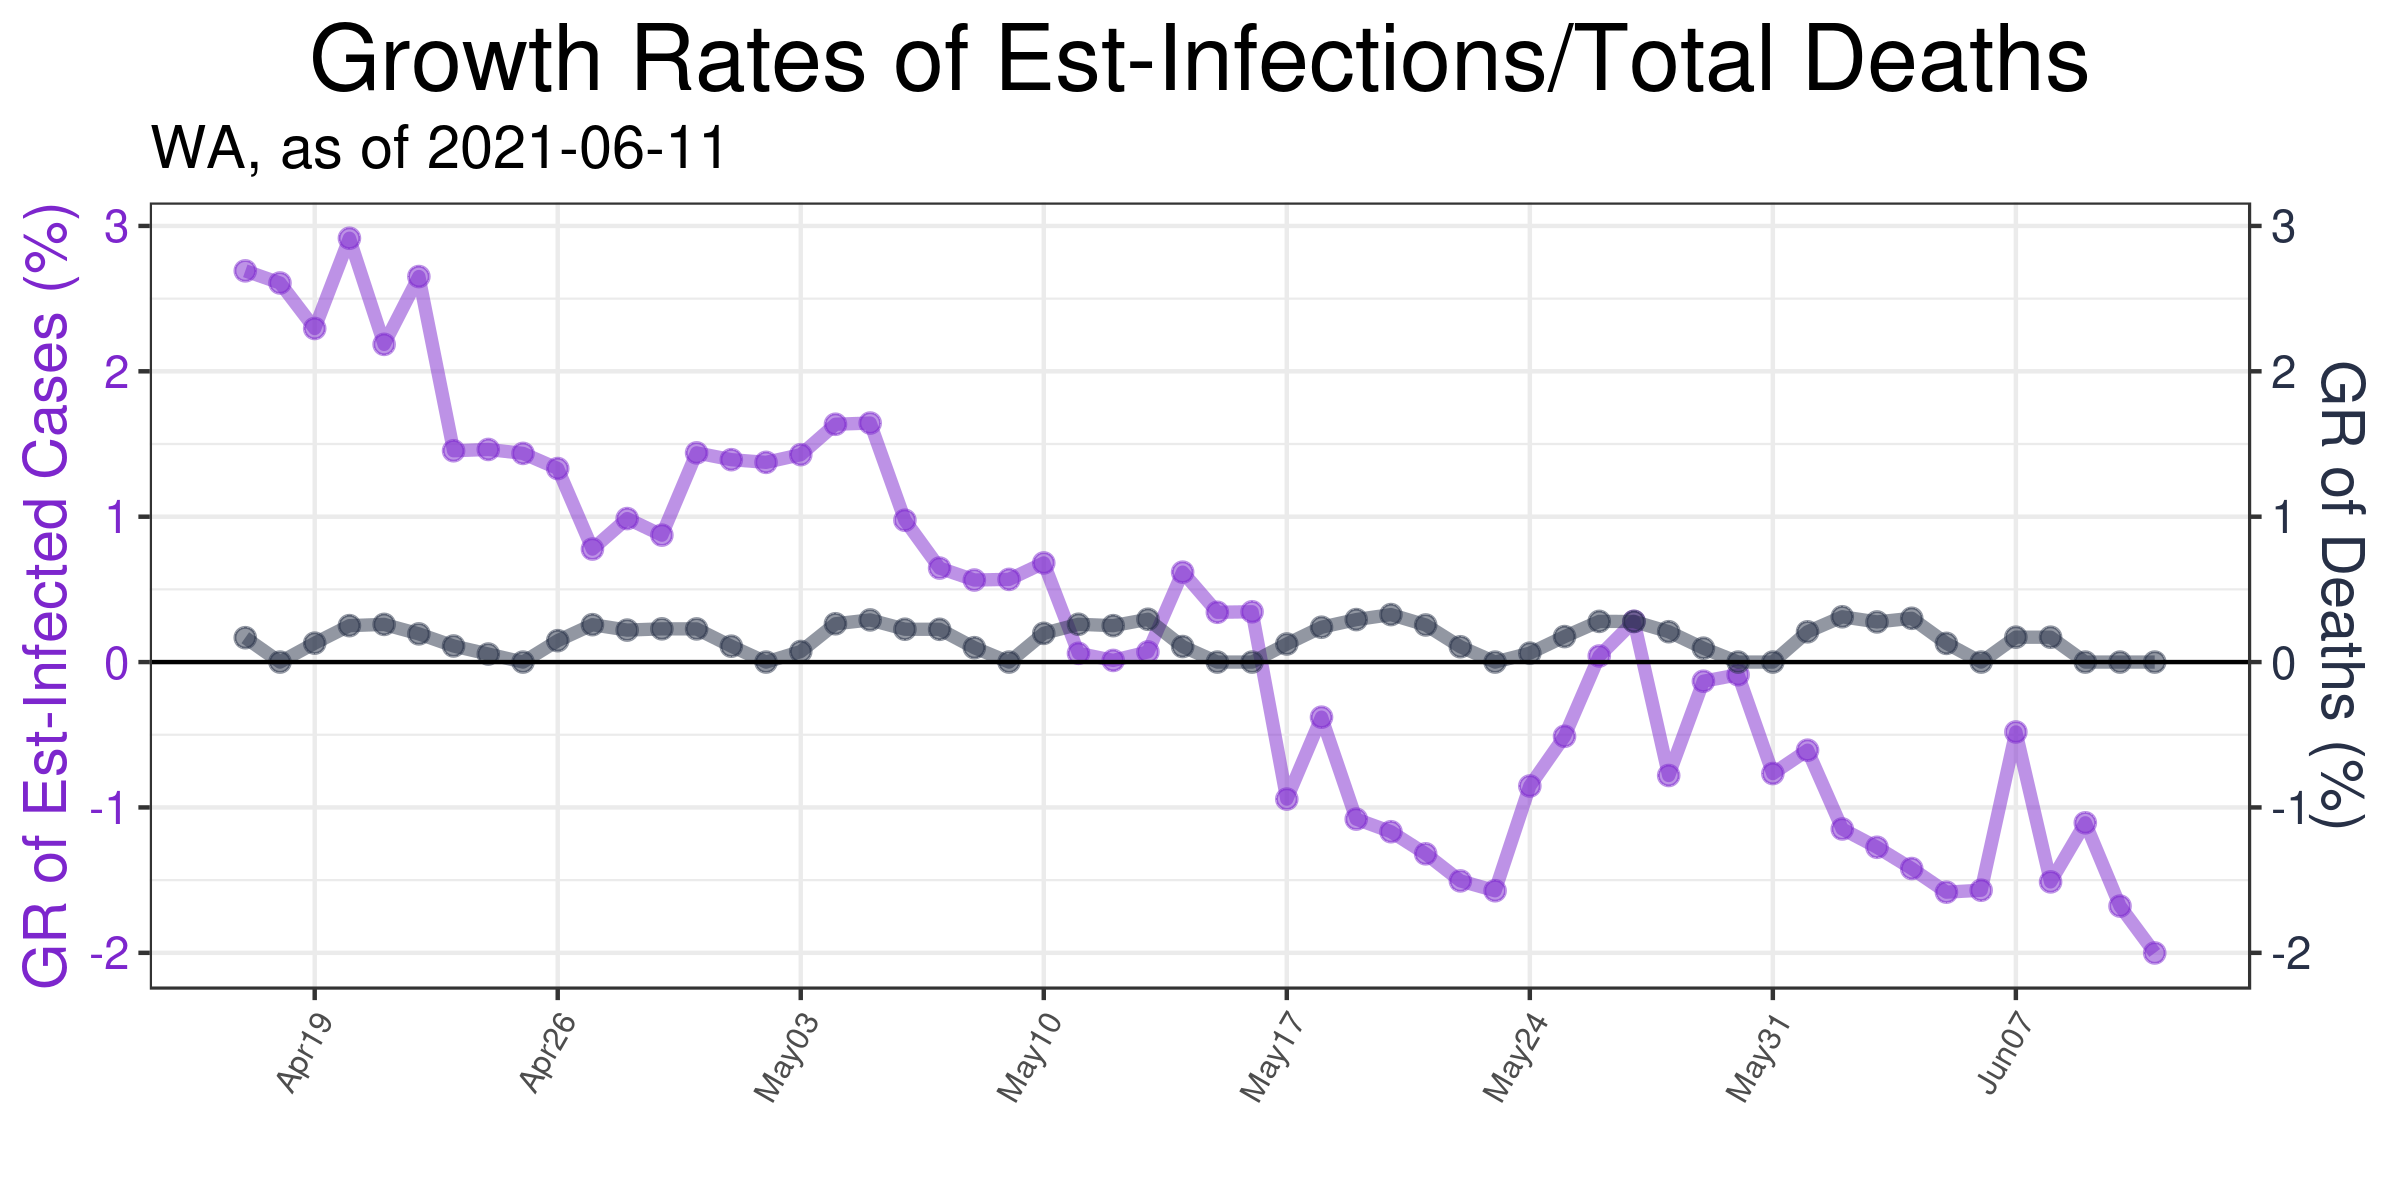 Growth Rates of Est-Infections/Total Deaths
WA, as of 2021-06-11
GR of Est-Infected Cases (%)
3
2
1
0
-1
-2
3
2
1
0
-1
-2
GR of Deaths (%)
Apr19
Apr26
May03
May10
May17
May24
May31
Jun07